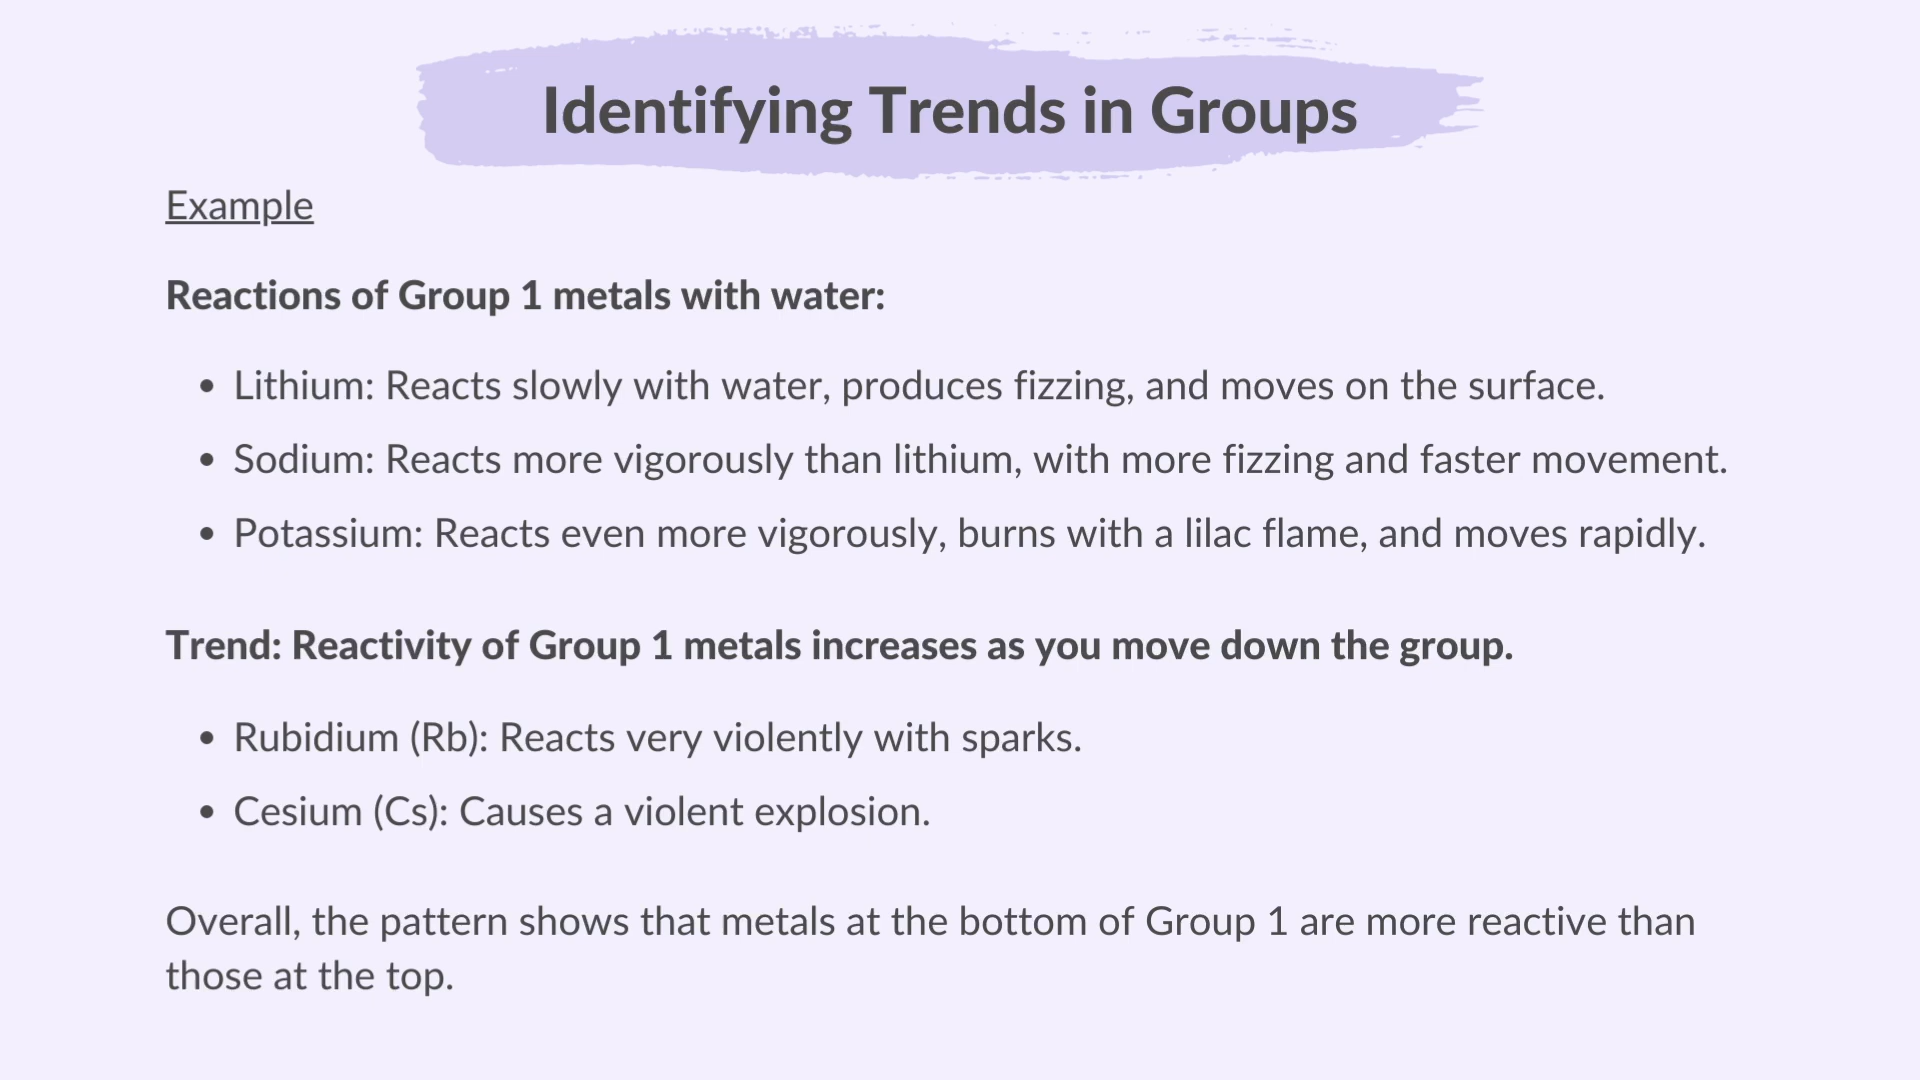 Identifying Trends in Groups
Example
Reactions of Group 1 metals with water:
• Lithium: Reacts slowly with water, produces fizzing, and moves on the surface.
• Sodium: Reacts more vigorously than lithium, with more fizzing and faster movement.
• Potassium: Reacts even more vigorously, burns with a lilac flame, and moves rapidly.
Trend: Reactivity of Group 1 metals increases as you move down the group.
• Rubidium (Rb): Reacts very violently with sparks.
• Cesium (Cs): Causes a violent explosion.
Overall, the pattern shows that metals at the bottom of Group 1 are more reactive than
those at the top.